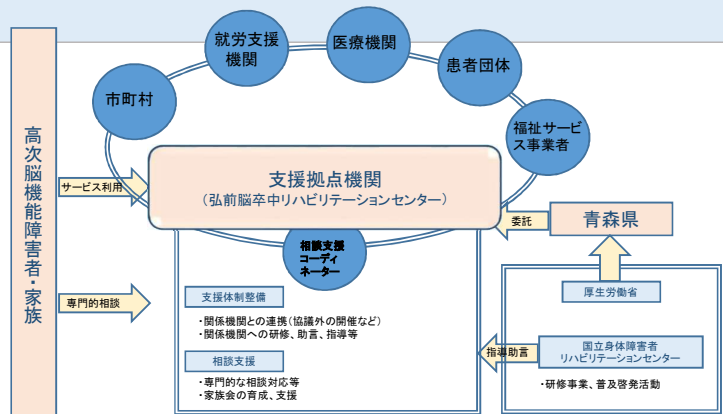 就労支援
機関
医療機関
患者団体
市町村
福祉サービ
ス事業者
高次脳機能障害者・家族
支援拠点機関
（弘前脳卒中リハビリテーションセンター）
サービス利用
委託
青森県
相談支援
コーディ
ネーター
厚生労働省
支援体制整備
専門的相談
・関係機関との連携（協議外の開催など）
・関係機関への研修、助言、指導等
国立身体障害者
リハビリテーションセンター
指導助言
相談支援
・専門的な相談対応等
・家族会の育成、支援
・研修事業、普及啓発活動